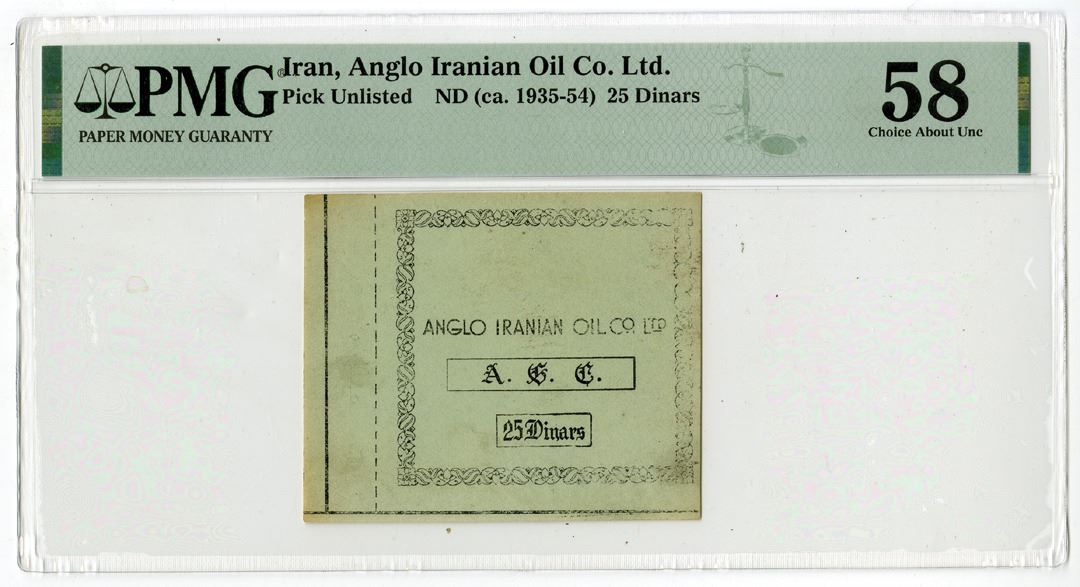 PMG®
PAPER MONEY GUARANTY
Iran, Anglo Iranian Oil Co. Ltd.
Pick Unlisted ND (ca. 1935-54) 25 Dinars
58
Choice About Unc
ANGLO IRANIAN OIL.CO. LTD
A. G. C.
25 Dinars